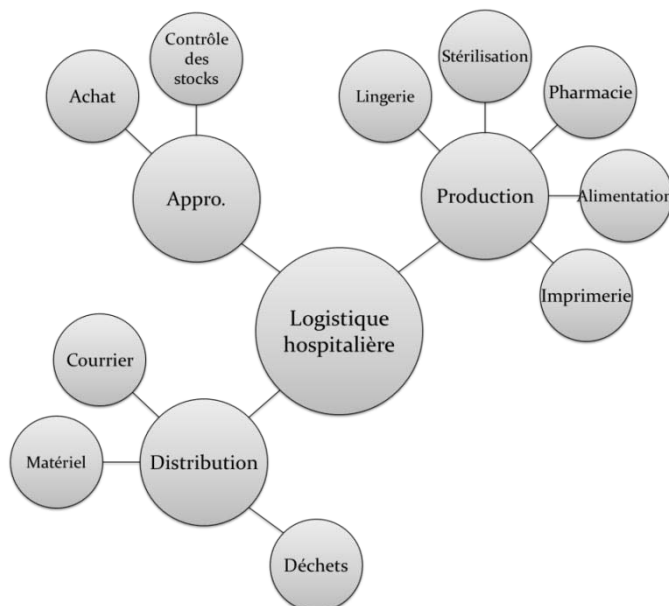 Contrôle
des
stocks
Achat
Appro.
Lingerie
Stérilisation
Pharmacie
Production
Alimentation
Imprimerie
Logistique
hospitalière
Courrier
Matériel
Distribution
Déchets